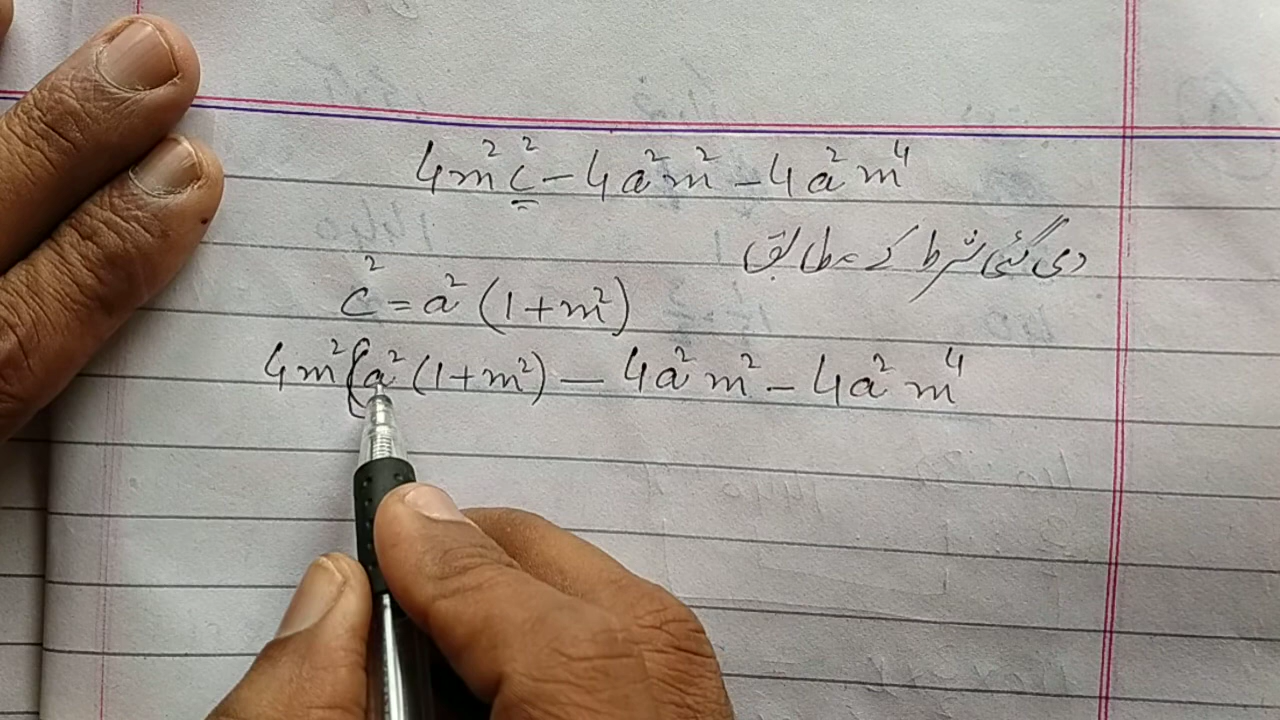 4m²c² - 4a²m² - 4a²m⁴
دی گئی شرط کے مطابق
c² = a² (1+m²)
4m²(a² (1+m²) - 4a²m² - 4a²m⁴